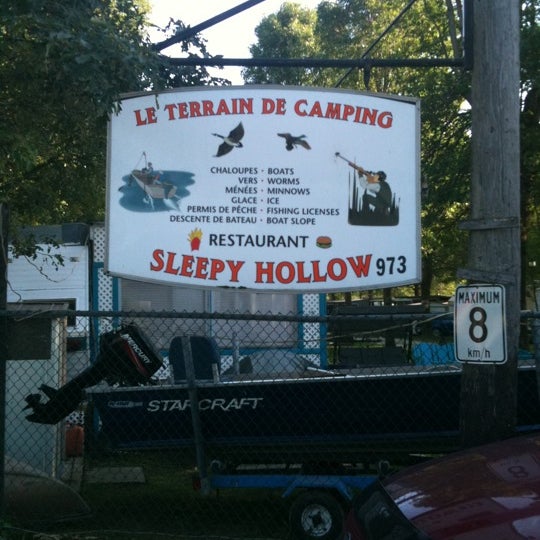 LE TERRAIN DE CAMPING
CHALOUPES · BOATS
VERS · WORMS
MÉNÉES · MINNOWS
GLACE · ICE
PERMIS DE PÊCHE · FISHING LICENSES
DESCENTE DE BATEAU · BOAT SLOPE
RESTAURANT
SLEEPY HOLLOW 973
MAXIMUM
8
km/h
MERCURY
STARCRAFT